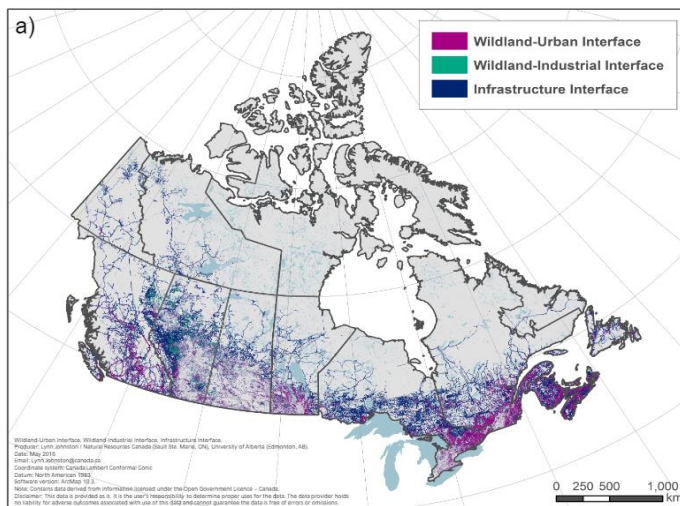 a)
Wildland-Urban Interface
Wildland-Industrial Interface
Infrastructure Interface
Wildland-Urban Interface, Wildland-Industrial Interface, Infrastructure Interface
Producer: Lynn Johnston / Natural Resources Canada (Sault Ste. Marie, ON), University of Alberta (Edmonton, AB).
Date: May 2016
Email: Lynn.Johnston@canada.ca
Coordinate system: Canada Lambert Conformal Conic
Datum: North American 1983
Software version: ArcMap 10.3
Note: Contains data derived from information licensed under the Open Government Licence – Canada.
Disclaimer: This data is provided as is. It is the user's responsibility to determine proper uses for the data. The data provider holds
no liability for adverse outcomes associated with use of this data and cannot guarantee the data is free of errors or omissions.
0 250 500 1,000
km